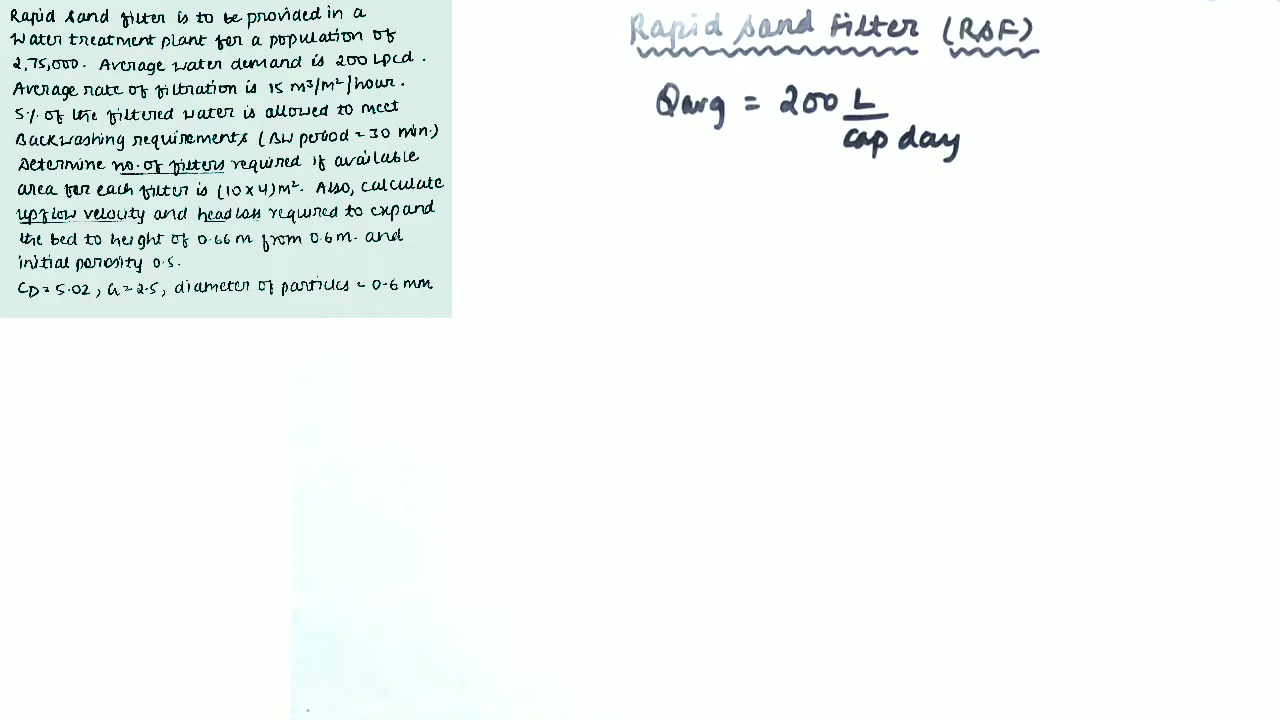 Rapid sand filter is to be provided in a
water treatment plant for a population of
2,75,000. Average water demand is 200 Lpcd.
Average rate of filtration is 15 m³/m²/hour.
5% of the filtered water is allowed to meet
Backwashing requirements (BW period = 30 min.)
Determine no. of filters required if available
area for each filter is (10 x 4) m². Also, calculate
upflow velocity and headloss required to expand
the bed to height of 0.66 m from 0.6 m. and
initial porosity 0.5.
CD = 5.02, G = 2.5, diameter of particles = 0.6 mm
Rapid Sand Filter (RSF)
Qavg = 200 L
cap day